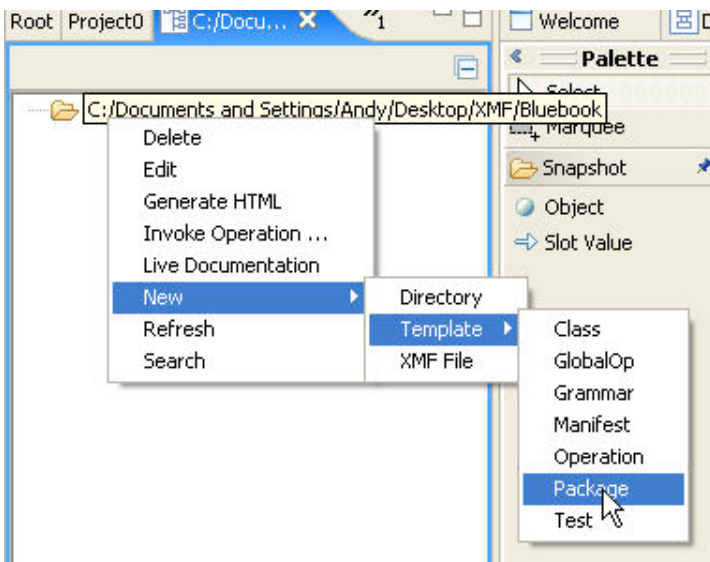 Root Project0 C:/Docu... "1
Welcome
Palette
Select
C:/Documents and Settings/Andy/Desktop/XMF/Bluebook
Marquee
Snapshot
Object
Slot Value
Delete
Edit
Generate HTML
Invoke Operation ...
Live Documentation
New
Refresh
Search
Directory
Template
XMF File
Class
GlobalOp
Grammar
Manifest
Operation
Package
Test